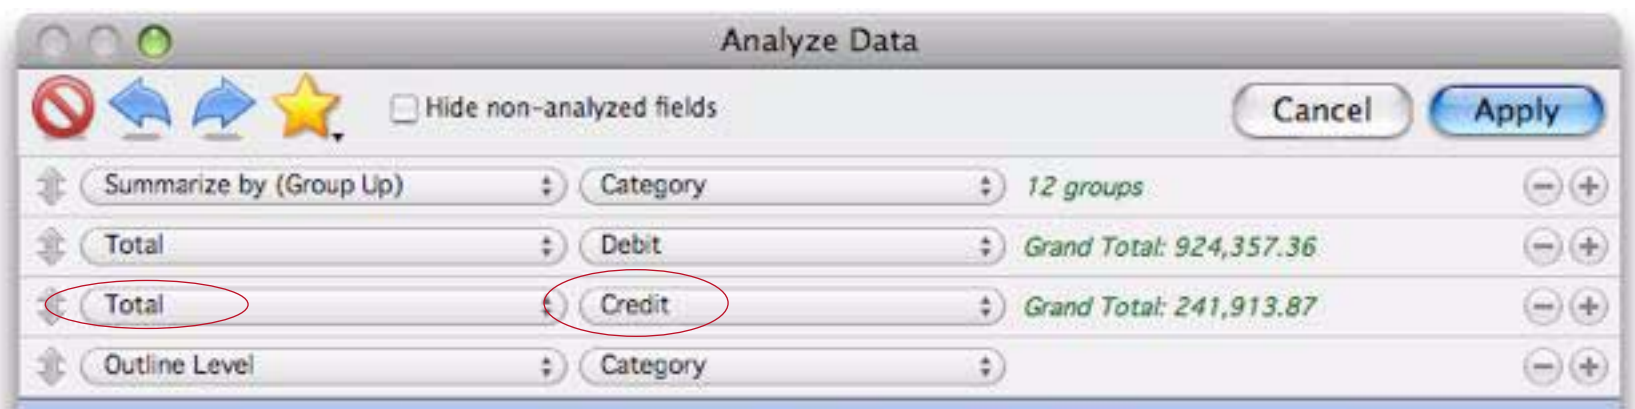 Analyze Data
Hide non-analyzed fields Cancel Apply
Summarize by (Group Up) Category 12 groups
Total Debit Grand Total: 924,357.36
Total Credit Grand Total: 241,913.87
Outline Level Category